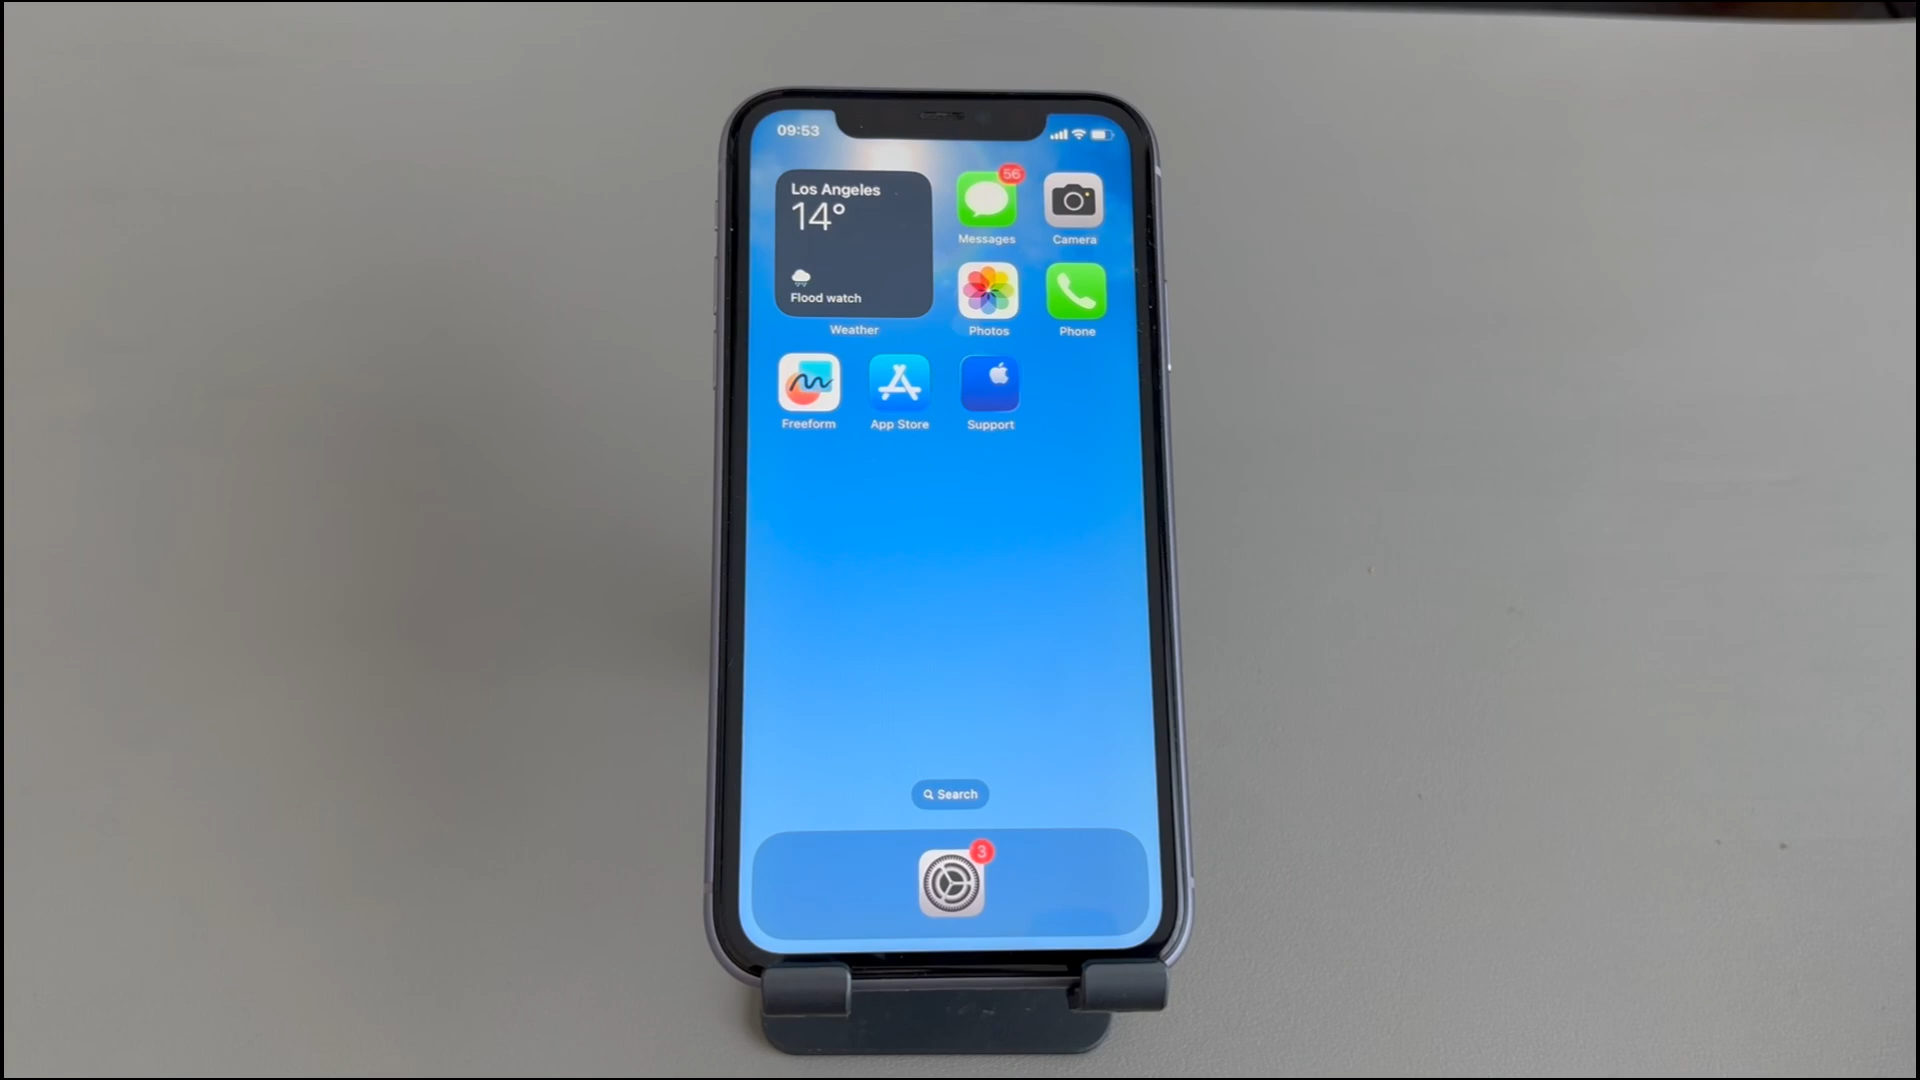 09:53
Los Angeles
14°
Flood watch
Weather
56
Messages
Camera
Photos
Phone
Freeform
App Store
Support
Search
3